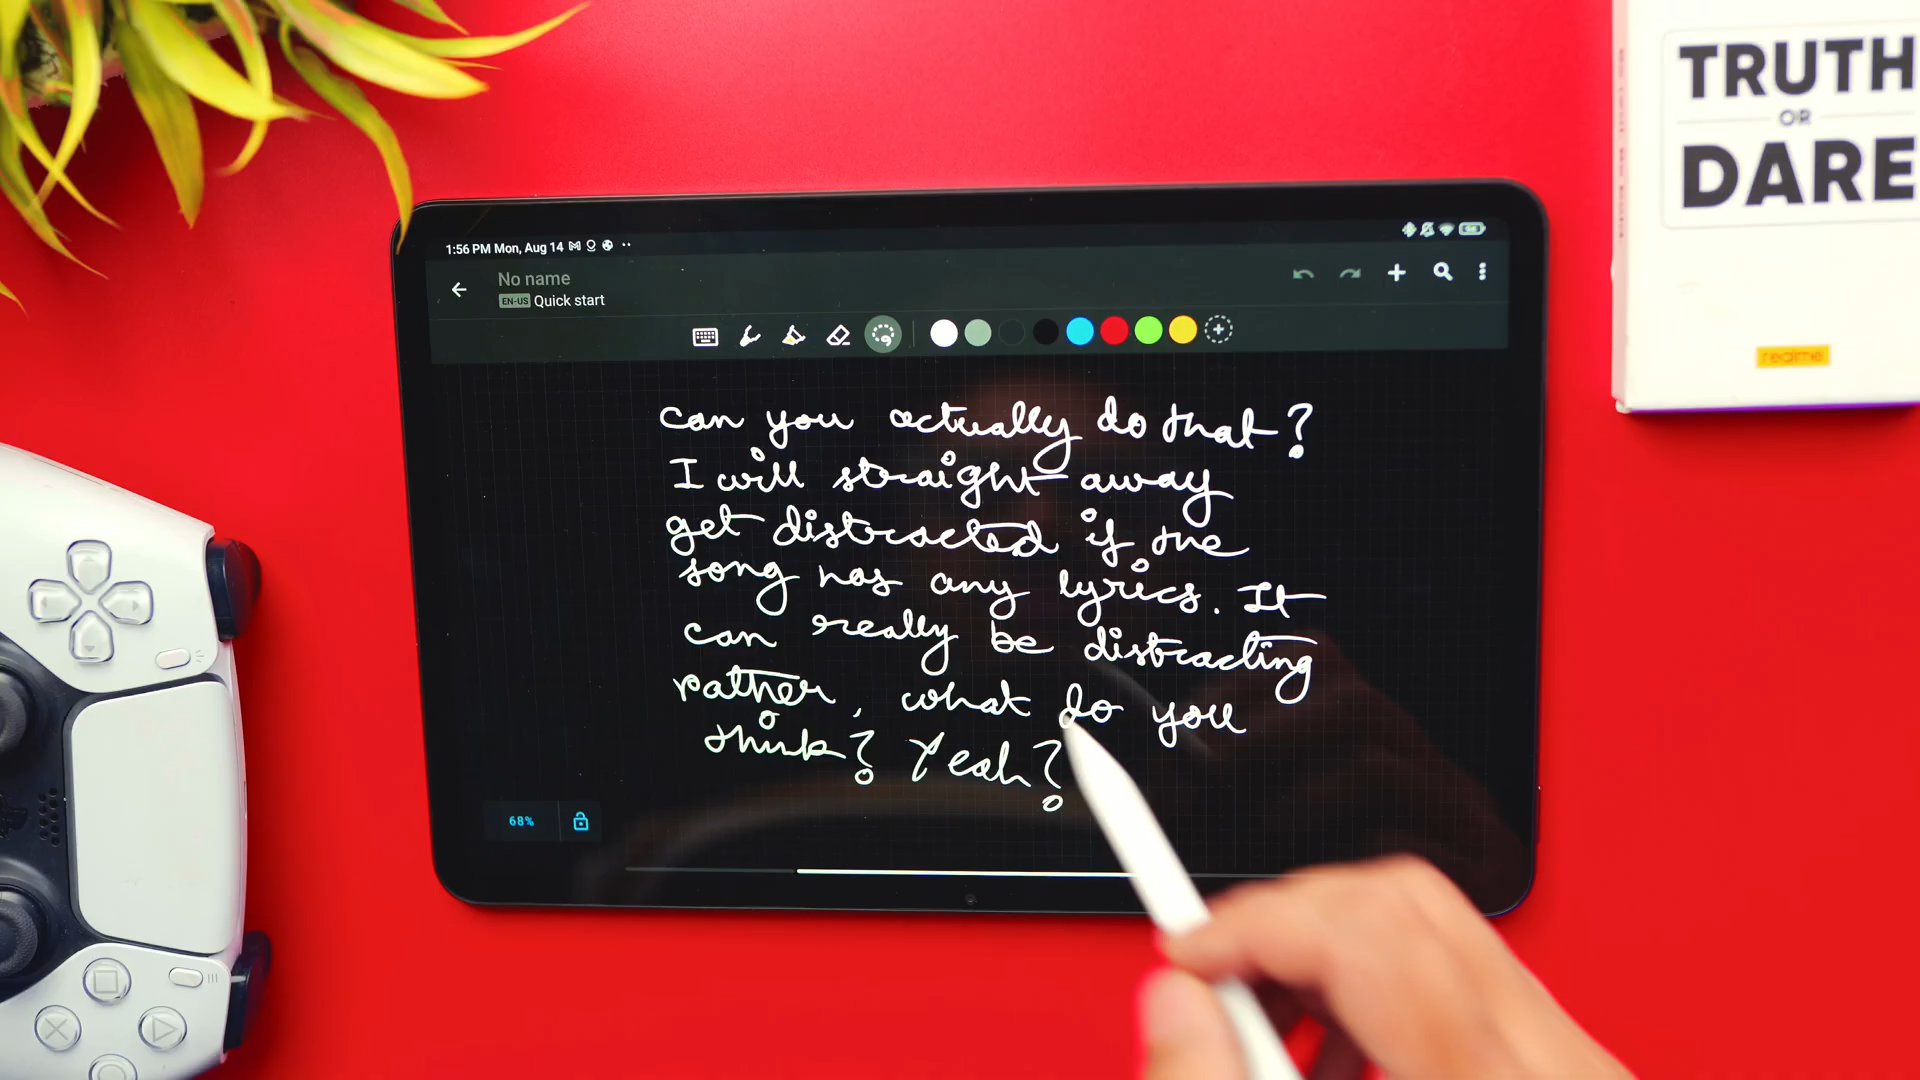 TRUTH
OR
DARE
realme
1:56 PM Mon, Aug 14
No name
EN-US Quick start
can you actually do that?
I will straight away
get distracted if the
song has any lyrics. It
can really be distracting
rather, what do you
think? Yeah?
68%